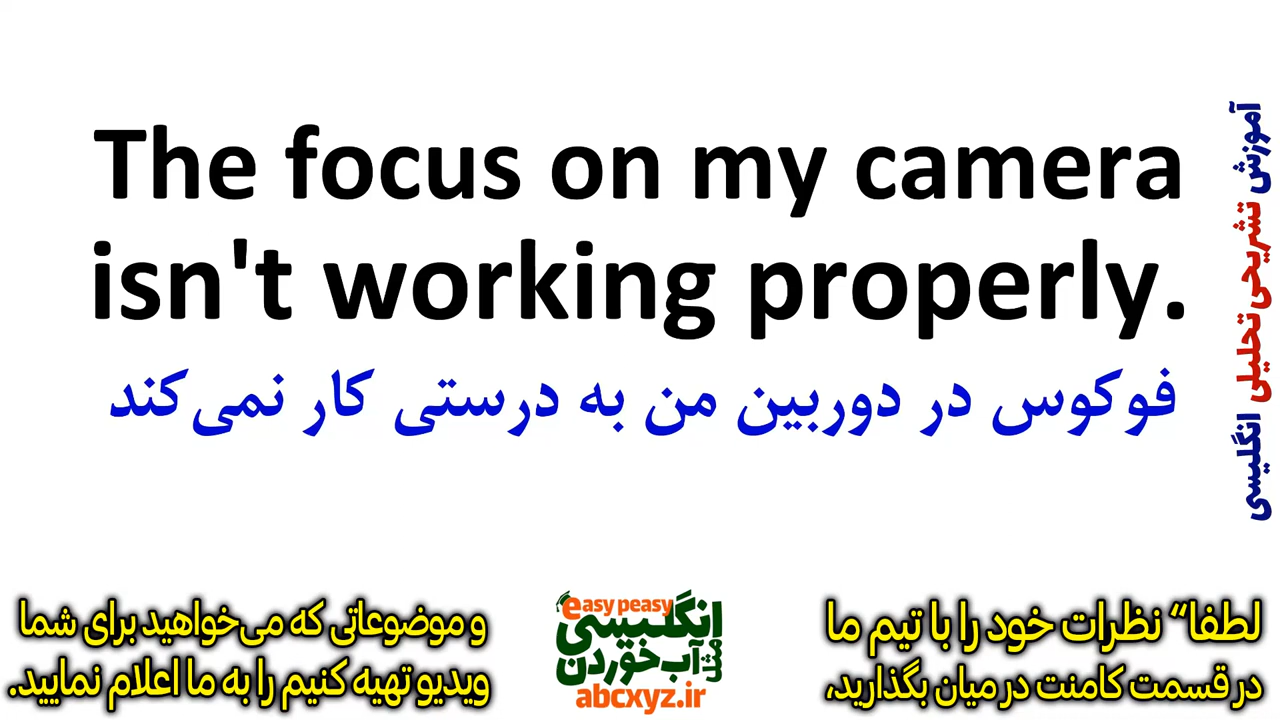 The focus on my camera
isn't working properly.
فوکوس در دوربین من به درستی کار نمی‌کند
آموزش تشریحی تحلیلی انگلیسی
لطفا“ نظرات خود را با تیم ما
در قسمت کامنت در میان بگذارید،
easy peasy
انگلیسی
مثل
آب خوردن
abcxyz.ir
و موضوعاتی که می‌خواهید برای شما
ویدیو تهیه کنیم را به ما اعلام نمایید.